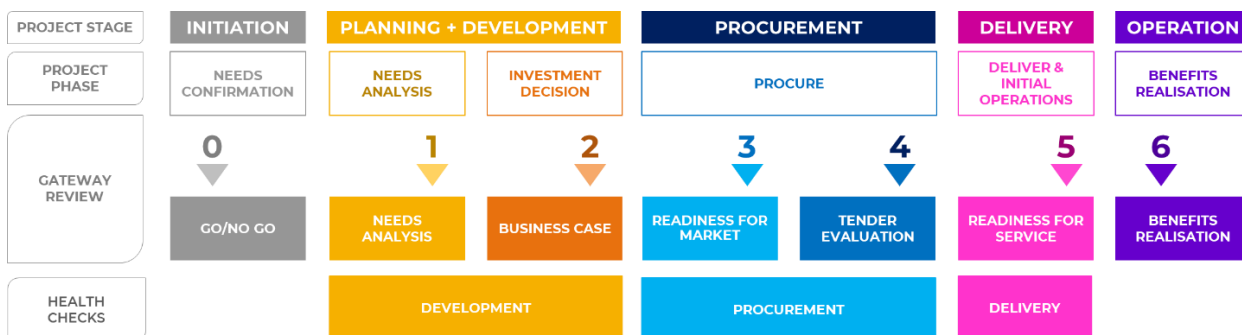 PROJECT STAGE
INITIATION
PLANNING + DEVELOPMENT
PROCUREMENT
DELIVERY
OPERATION
PROJECT
PHASE
NEEDS
CONFIRMATION
NEEDS
ANALYSIS
INVESTMENT
DECISION
PROCURE
DELIVER &
INITIAL
OPERATIONS
BENEFITS
REALISATION
GATEWAY
REVIEW
0
1
2
3
4
5
6
GO/NO GO
NEEDS
ANALYSIS
BUSINESS CASE
READINESS FOR
MARKET
TENDER
EVALUATION
READINESS FOR
SERVICE
BENEFITS
REALISATION
HEALTH
CHECKS
DEVELOPMENT
PROCUREMENT
DELIVERY